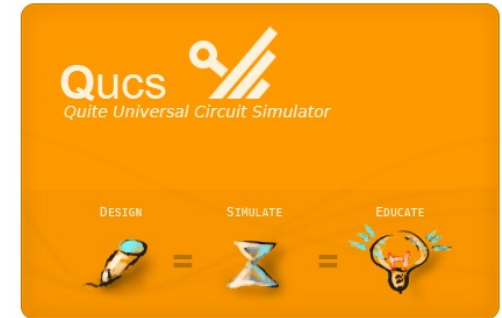 Qucs
Quite Universal Circuit Simulator
DESIGN SIMULATE EDUCATE
= =